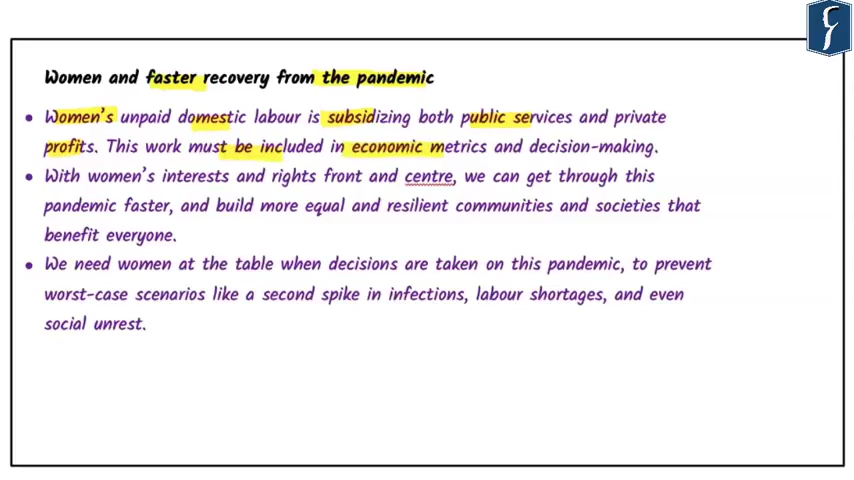 Women and faster recovery from the pandemic
• Women's unpaid domestic labour is subsidizing both public services and private
profits. This work must be included in economic metrics and decision-making.
• With women's interests and rights front and centre, we can get through this
pandemic faster, and build more equal and resilient communities and societies that
benefit everyone.
• We need women at the table when decisions are taken on this pandemic, to prevent
worst-case scenarios like a second spike in infections, labour shortages, and even
social unrest.